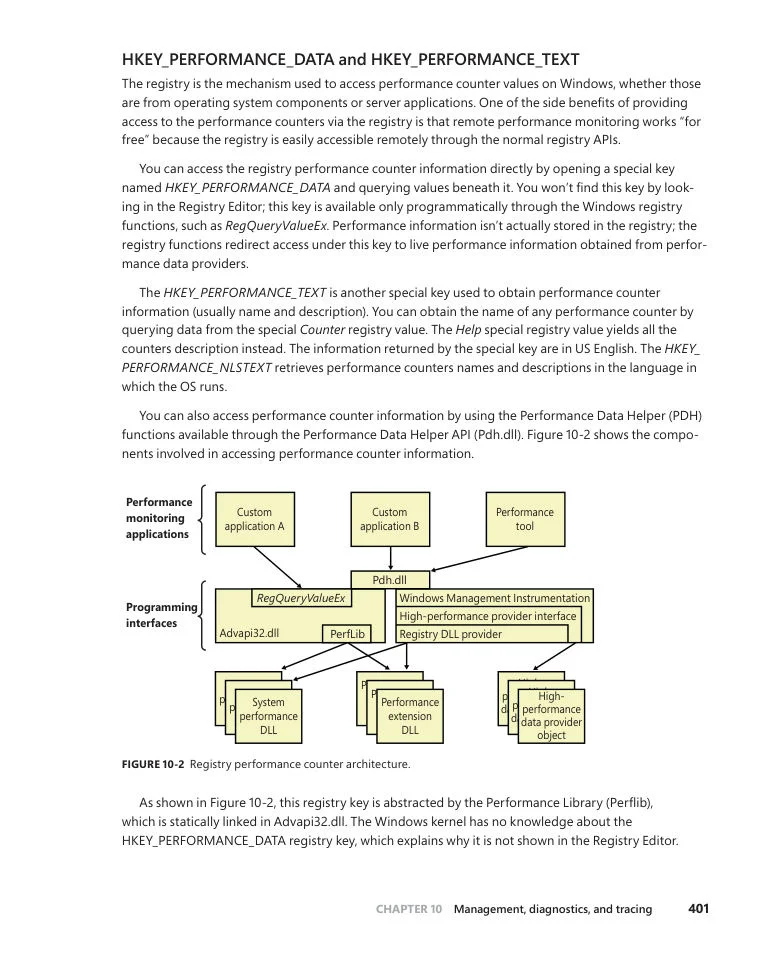 HKEY_PERFORMANCE_DATA and HKEY_PERFORMANCE_TEXT
The registry is the mechanism used to access performance counter values on Windows, whether those
are from operating system components or server applications. One of the side benefits of providing
access to the performance counters via the registry is that remote performance monitoring works “for
free” because the registry is easily accessible remotely through the normal registry APIs.
You can access the registry performance counter information directly by opening a special key
named HKEY_PERFORMANCE_DATA and querying values beneath it. You won’t find this key by look-
ing in the Registry Editor; this key is available only programmatically through the Windows registry
functions, such as RegQueryValueEx. Performance information isn’t actually stored in the registry; the
registry functions redirect access under this key to live performance information obtained from perfor-
mance data providers.
The HKEY_PERFORMANCE_TEXT is another special key used to obtain performance counter
information (usually name and description). You can obtain the name of any performance counter by
querying data from the special Counter registry value. The Help special registry value yields all the
counters description instead. The information returned by the special key are in US English. The HKEY_
PERFORMANCE_NLSTEXT retrieves performance counters names and descriptions in the language in
which the OS runs.
You can also access performance counter information by using the Performance Data Helper (PDH)
functions available through the Performance Data Helper API (Pdh.dll). Figure 10-2 shows the compo-
nents involved in accessing performance counter information.
Performance
monitoring
applications
Custom
application A
Custom
application B
Performance
tool
Pdh.dll
Programming
interfaces
RegQueryValueEx
Advapi32.dll
PerfLib
Windows Management Instrumentation
High-performance provider interface
Registry DLL provider
System
performance
DLL
Performance
extension
DLL
High-
performance
data provider
object
FIGURE 10-2 Registry performance counter architecture.
As shown in Figure 10-2, this registry key is abstracted by the Performance Library (Perflib),
which is statically linked in Advapi32.dll. The Windows kernel has no knowledge about the
HKEY_PERFORMANCE_DATA registry key, which explains why it is not shown in the Registry Editor.
CHAPTER 10 Management, diagnostics, and tracing 401